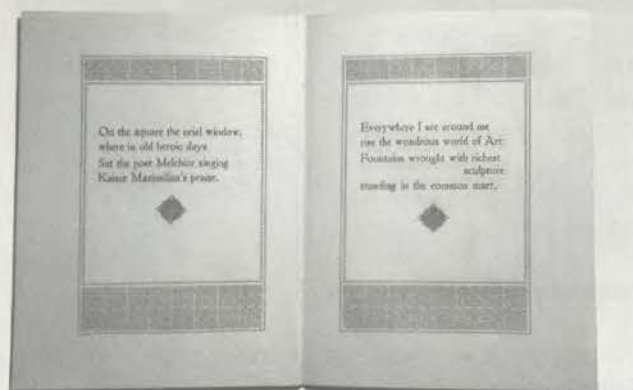 On the square the oriel window,
where in old heroic days
Sat the poet Melchior singing
Kaiser Maximilian's praise.
Everywhere I see around me
rise the wondrous world of Art:
Fountains wrought with richest
sculpture
standing in the common mart,